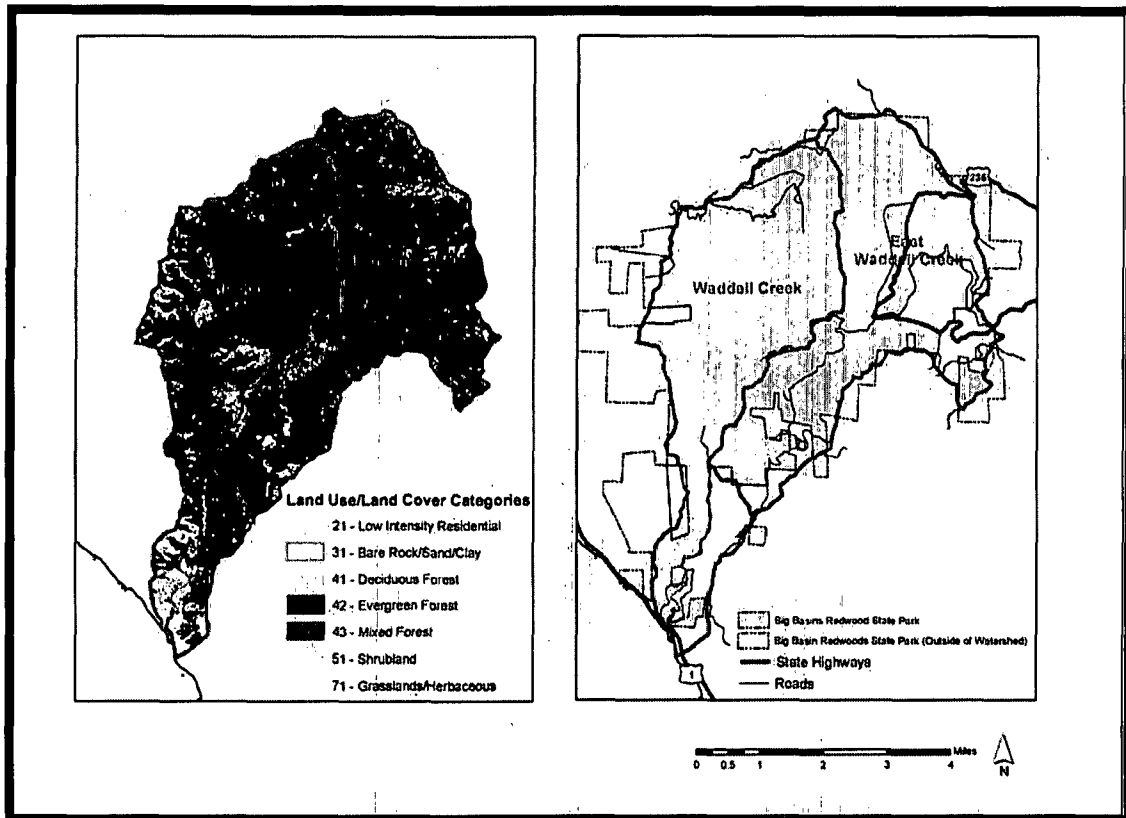 Land Use/Land Cover Categories
21 - Low Intensity Residential
31 - Bare Rock/Sand/Clay
41 - Deciduous Forest
42 - Evergreen Forest
43 - Mixed Forest
51 - Shrubland
71 - Grasslands/Herbaceous
236
East
Waddell Creek
Waddell Creek
Big Basins Redwood State Park
Big Basin Redwoods State Park (Outside of Watershed)
State Highways
Roads
1
Miles
0 0.5 1 2 3 4
N